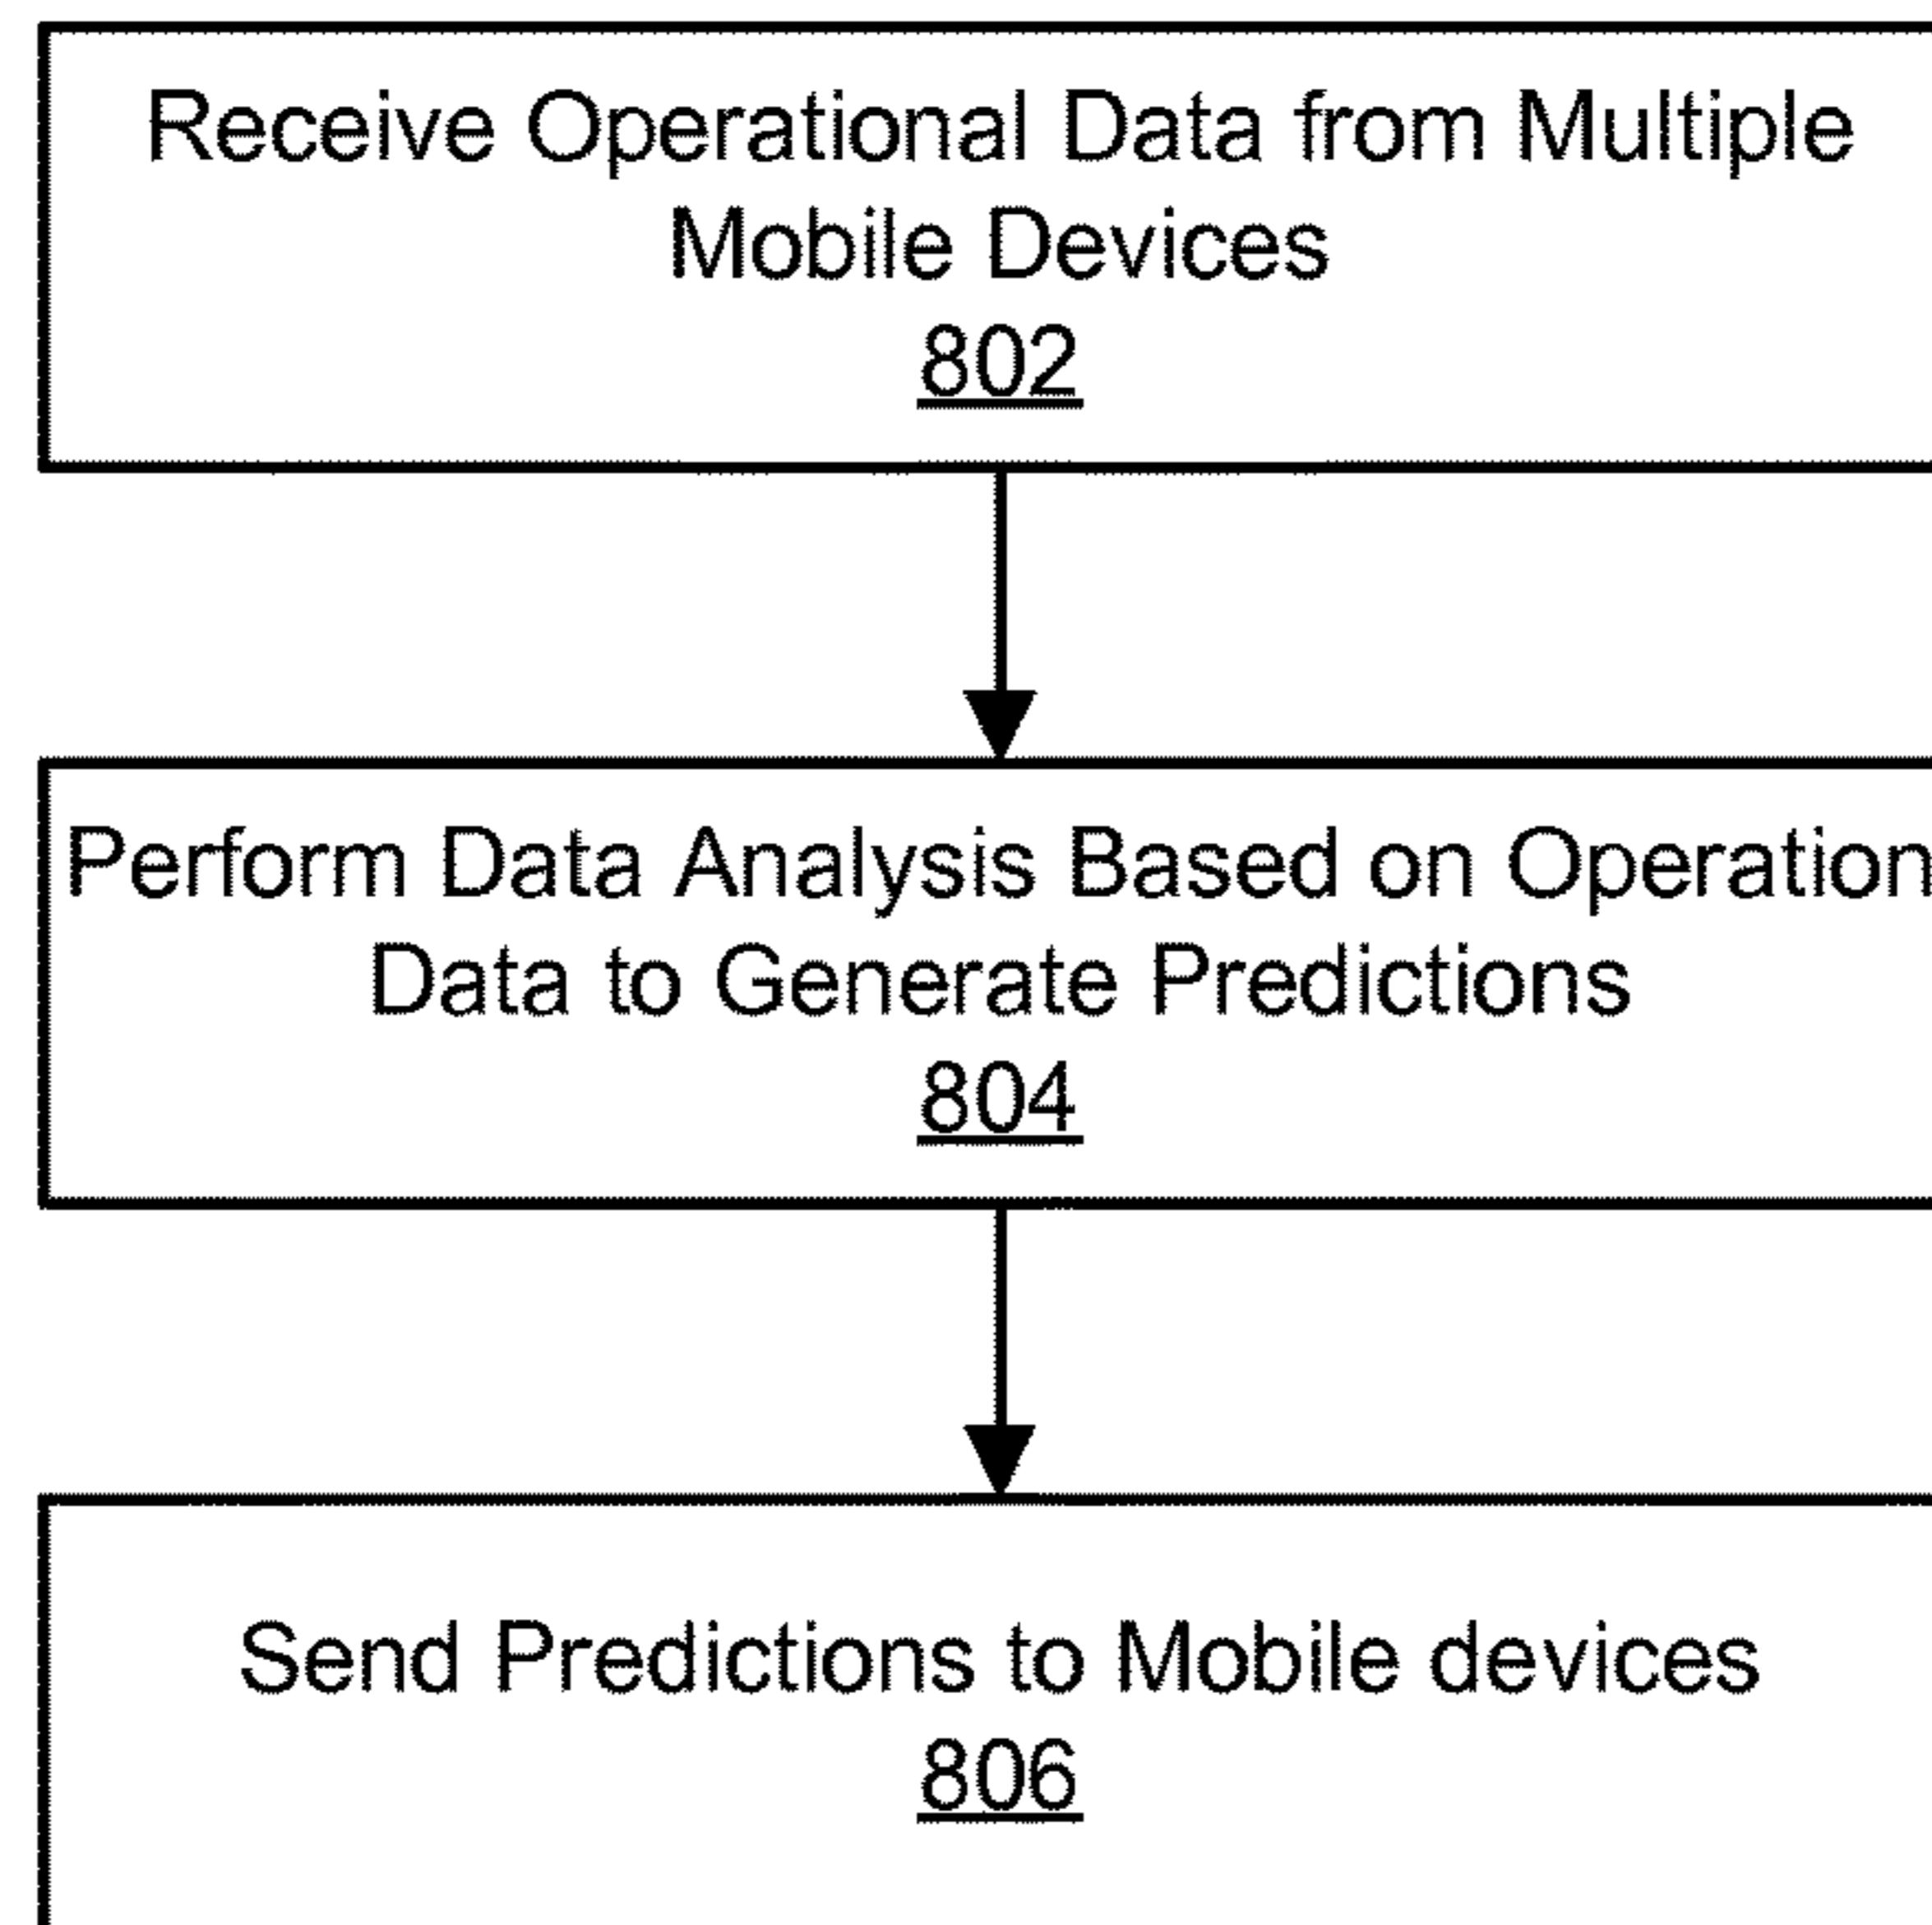 Receive Operational Data from Multiple
Mobile Devices
802
Perform Data Analysis Based on Operation
Data to Generate Predictions
804
Send Predictions to Mobile devices
806